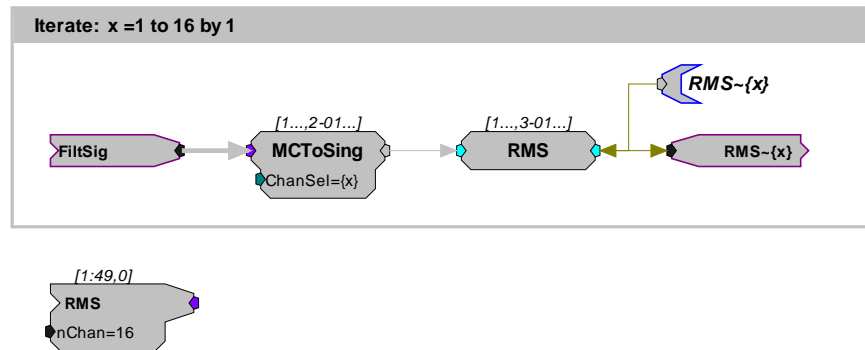 Iterate: x =1 to 16 by 1
RMS~{x}
[1...,2-01...]
[1...,3-01...]
FiltSig
MCToSing
RMS
RMS~{x}
ChanSel={x}
[1:49,0]
RMS
nChan=16